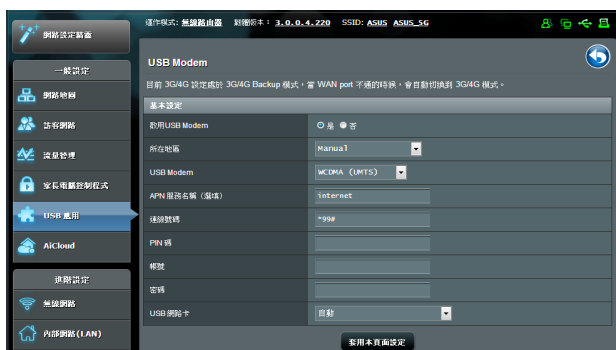 網路設定精靈
運作模式: 無線路由器 韌體版本: 3.0.0.4.220 SSID: ASUS ASUS_5G
一般設定
網路地圖
訪客網路
流量管理
家長電腦控制程式
USB 應用
AiCloud
進階設定
無線網路
內部網路(LAN)
USB Modem
目前 3G/4G 設定處於 3G/4G Backup 模式,當 WAN port 不通的時候,會自動切換到 3G/4G 模式。
基本設定
啟用USB Modem 是 否
所在地區 Manual
USB Modem WCDMA (UMTS)
APN 服務名稱 (選填) internet
連線號碼 *99#
PIN 碼
帳號
密碼
USB 網路卡 自動
套用本頁面設定